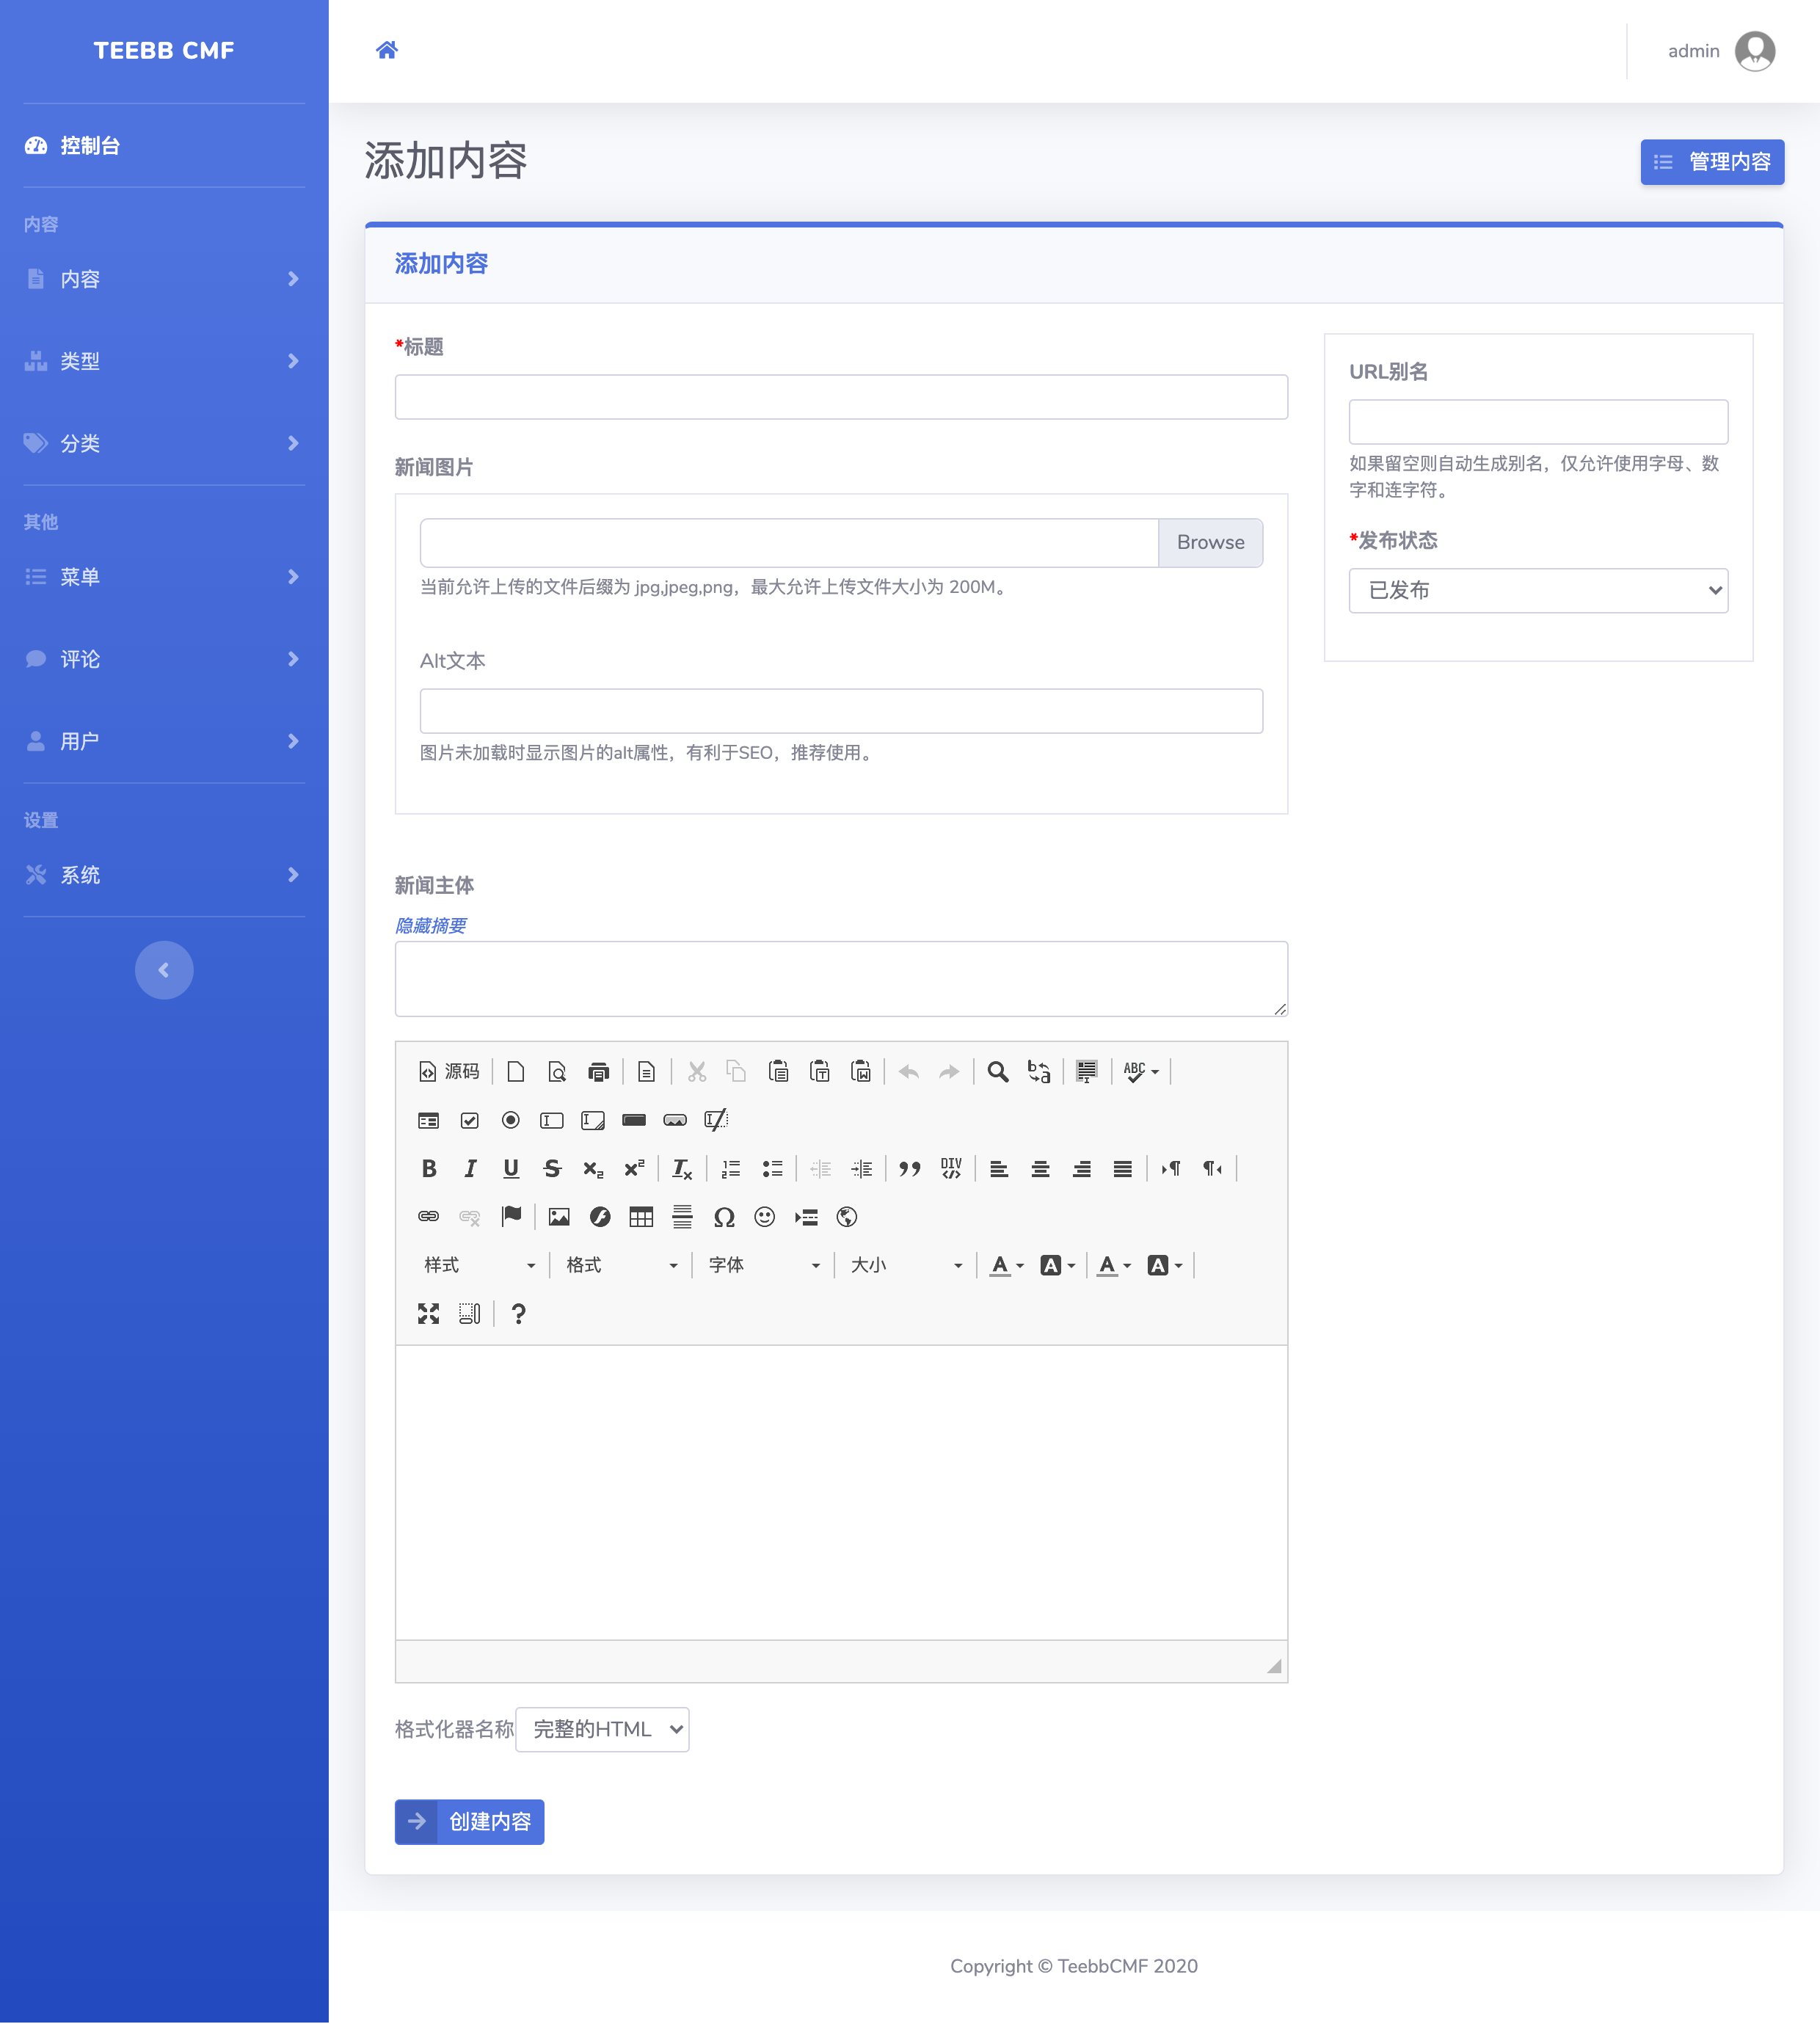 TEEBB CMF
控制台
内容
内容
类型
分类
其他
菜单
评论
用户
设置
系统
admin
添加内容
管理内容
添加内容
*标题
新闻图片
Browse
当前允许上传的文件后缀为 jpg,jpeg,png，最大允许上传文件大小为 200M。
Alt文本
图片未加载时显示图片的alt属性，有利于SEO，推荐使用。
新闻主体
隐藏摘要
源码
ABC
DIV
样式
格式
字体
大小
格式化器名称
完整的HTML
创建内容
URL别名
如果留空则自动生成别名，仅允许使用字母、数
字和连字符。
*发布状态
已发布
Copyright © TeebbCMF 2020